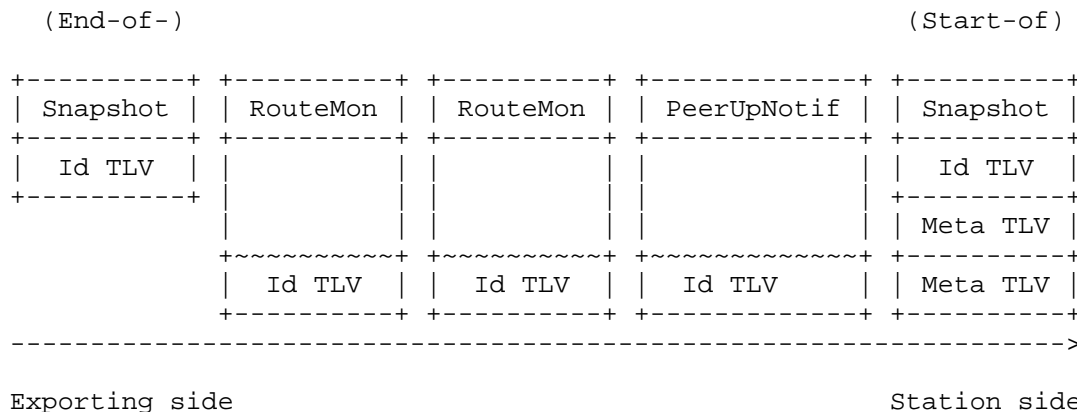 (End-of-) (Start-of)
+----------+ +----------+ +----------+ +-------------+ +----------+
| Snapshot | | RouteMon | | RouteMon | | PeerUpNotif | | Snapshot |
+----------+ +----------+ +----------+ +-------------+ +----------+
| Id TLV | | | | | | | | Id TLV |
+----------+ | | | | | | +----------+
| | | | | | | Meta TLV |
+~~~~~~~~~~+ +~~~~~~~~~~+ +~~~~~~~~~~~~~+ +----------+
| Id TLV | | Id TLV | | Id TLV | | Meta TLV |
+----------+ +----------+ +-------------+ +----------+
------------------------------------------------------------------>
Exporting side Station side